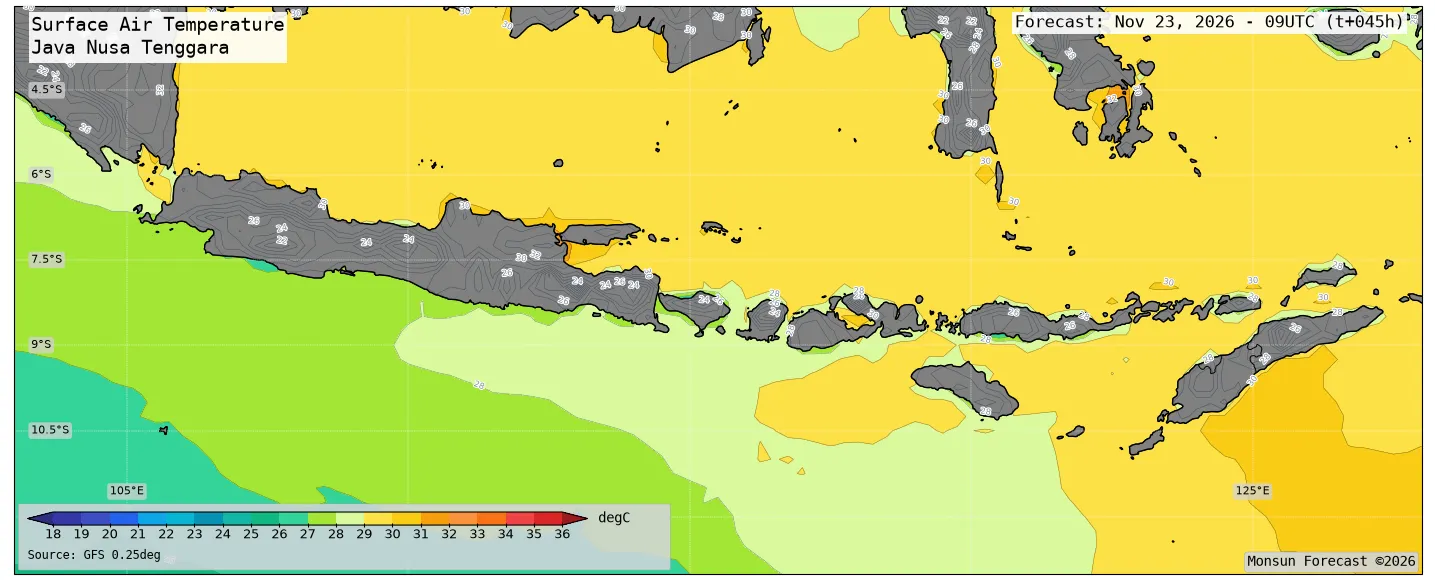 Surface Air Temperature
Java Nusa Tenggara
Forecast: Nov 23, 2026 - 09UTC (t+045h)
4.5°S
6°S
7.5°S
9°S
10.5°S
105°E
125°E
degC
18 19 20 21 22 23 24 25 26 27 28 29 30 31 32 33 34 35 36
Source: GFS 0.25deg
Monsun Forecast ©2026